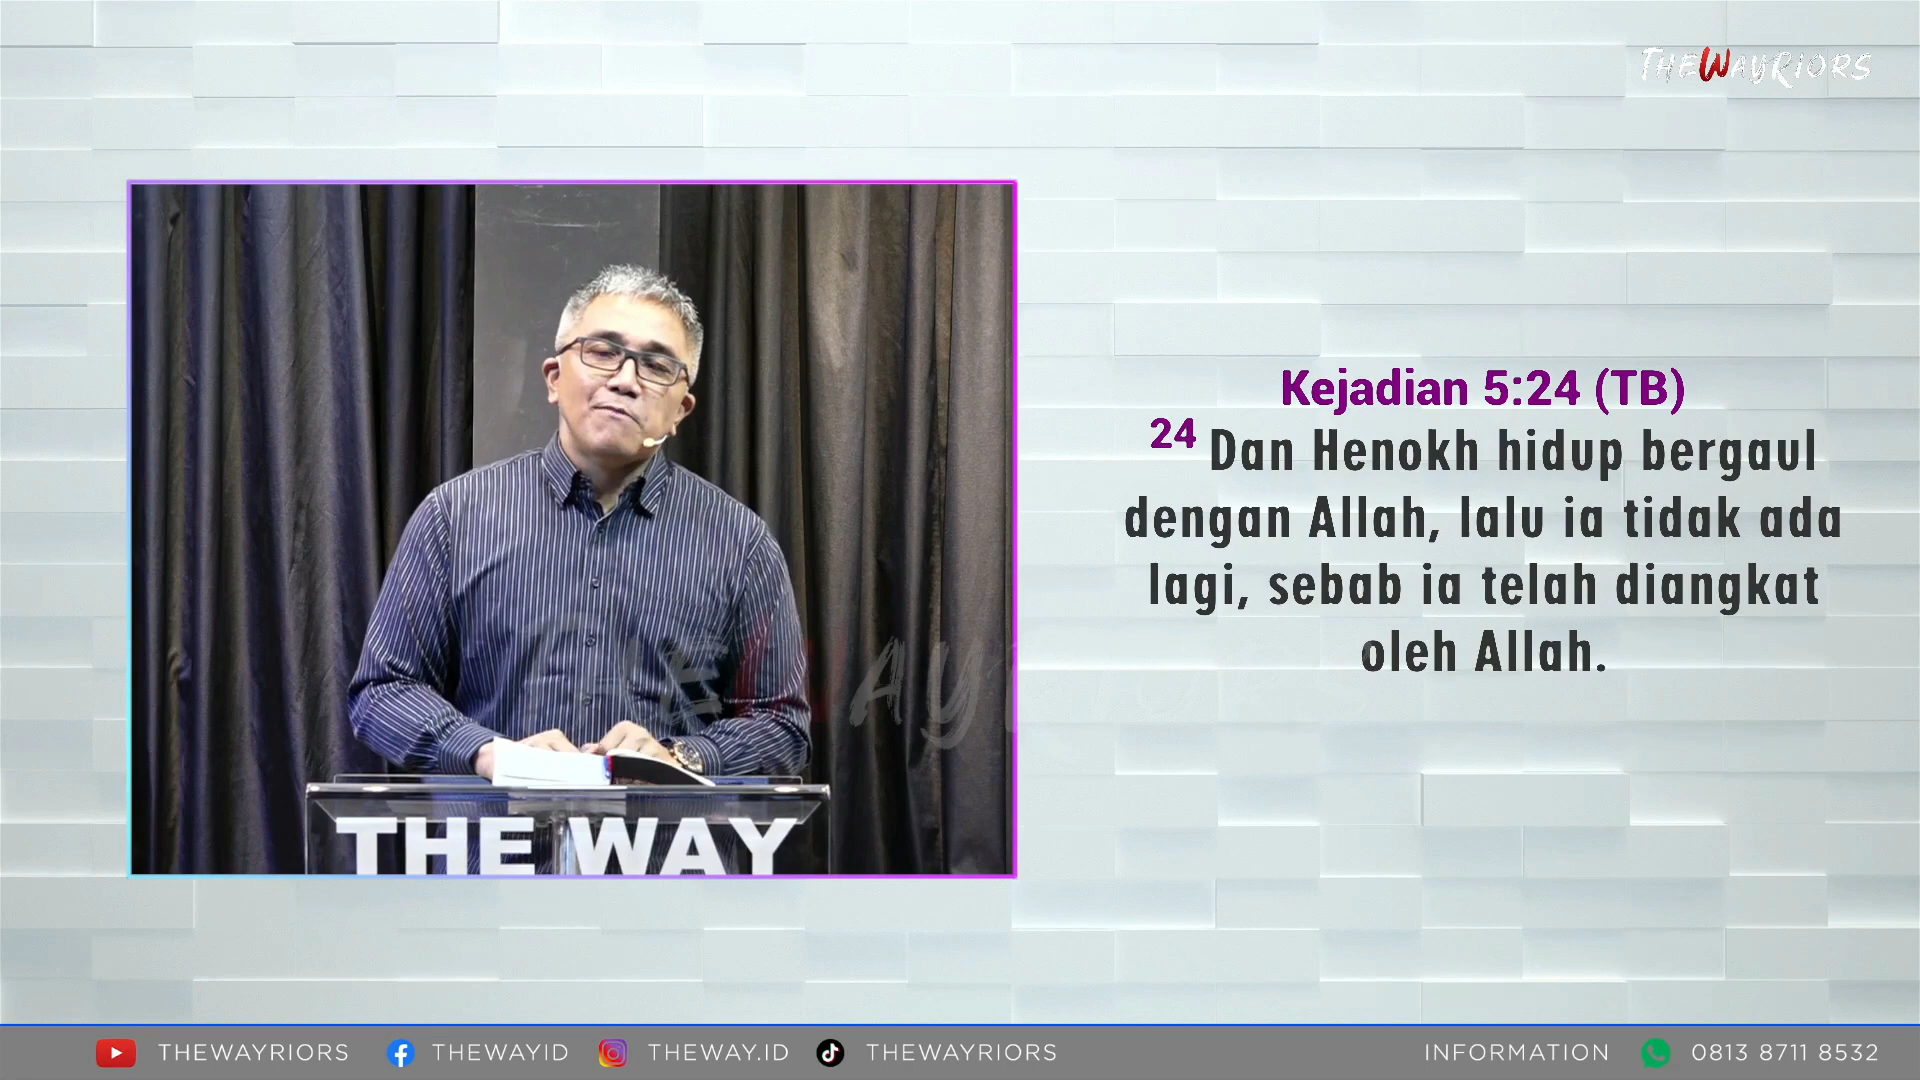 THEWAYRIORS
Kejadian 5:24 (TB)
24 Dan Henokh hidup bergaul
dengan Allah, lalu ia tidak ada
lagi, sebab ia telah diangkat
oleh Allah.
THEWAYRIORS
THE WAY
THEWAYRIORS THEWAYID THEWAY.ID THEWAYRIORS INFORMATION 0813 8711 8532